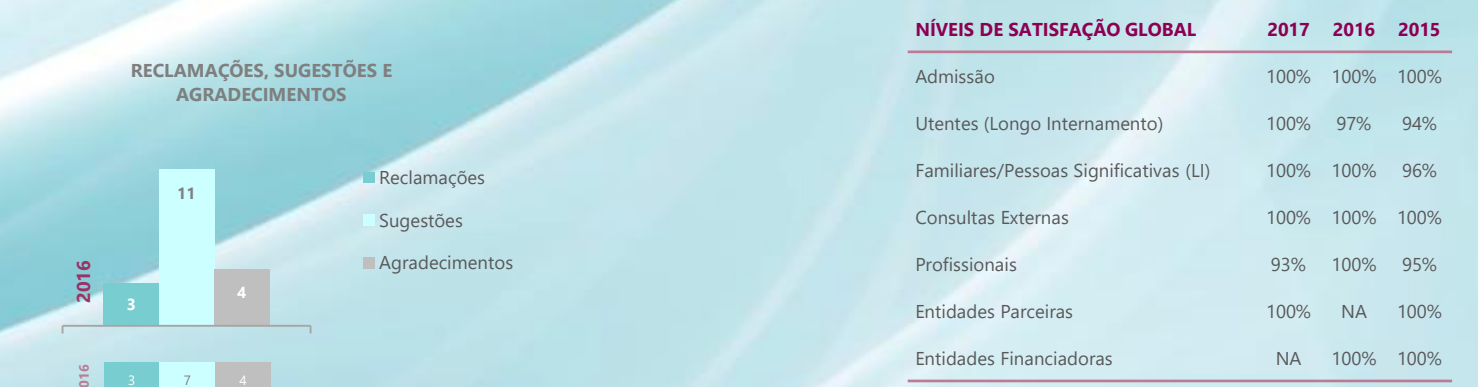 RECLAMAÇÕES, SUGESTÕES E
AGRADECIMENTOS
11
3
4
2016
Reclamações
Sugestões
Agradecimentos
3 7 4
NÍVEIS DE SATISFAÇÃO GLOBAL 2017 2016 2015
Admissão 100% 100% 100%
Utentes (Longo Internamento) 100% 97% 94%
Familiares/Pessoas Significativas (LI) 100% 100% 96%
Consultas Externas 100% 100% 100%
Profissionais 93% 100% 95%
Entidades Parceiras 100% NA 100%
Entidades Financiadoras NA 100% 100%